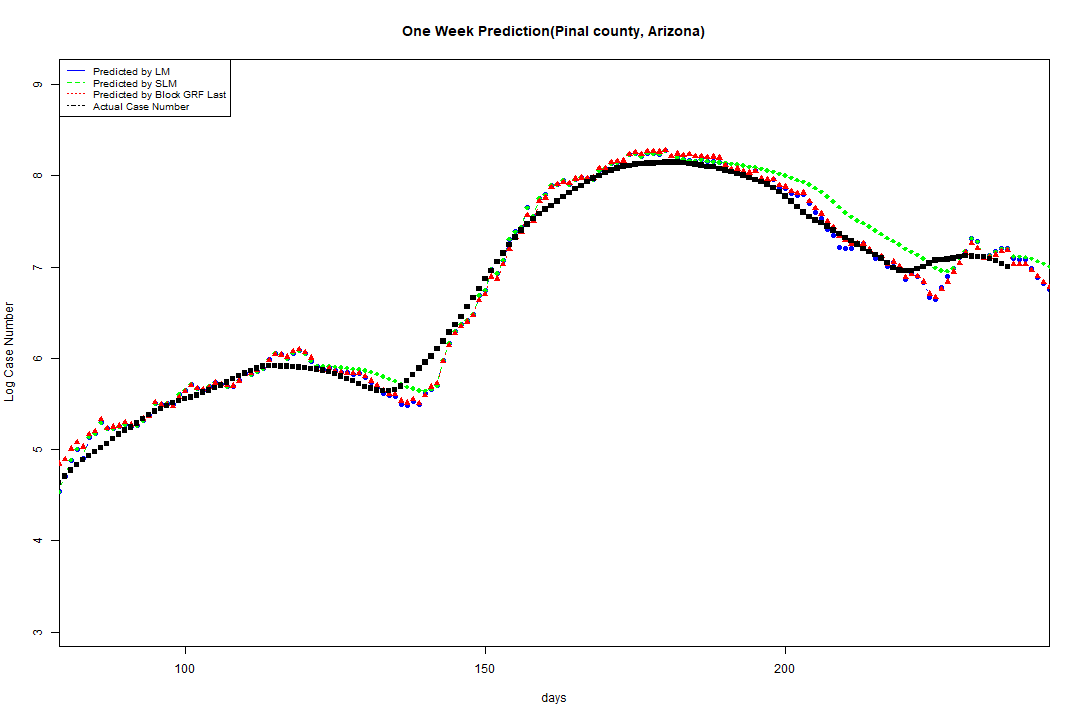 One Week Prediction(Pinal county, Arizona)
Predicted by LM
Predicted by SLM
Predicted by Block GRF Last
Actual Case Number
9
8
7
6
5
4
3
Log Case Number
100 150 200
days